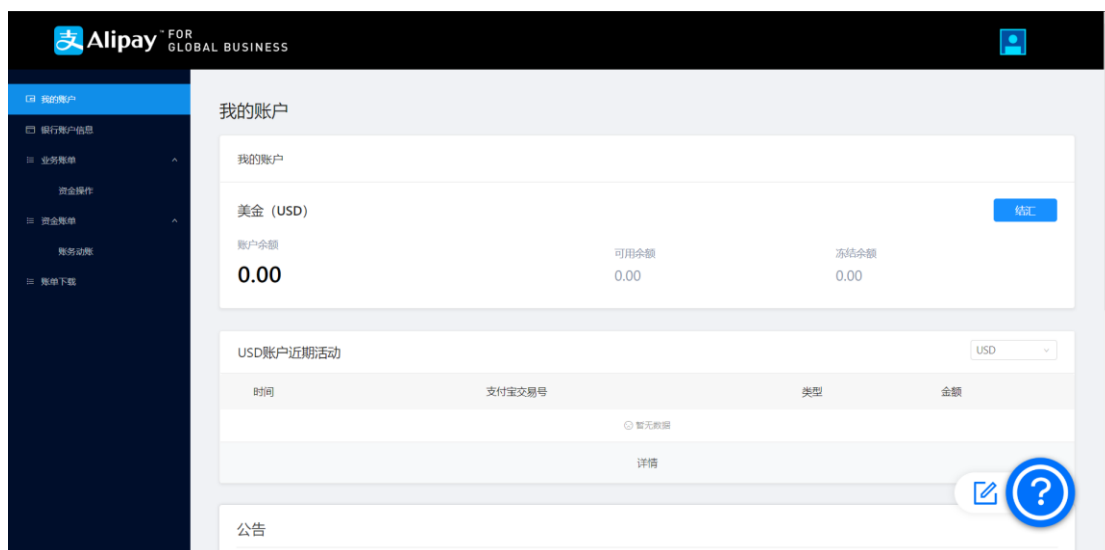 支 Alipay™ FOR
GLOBAL BUSINESS
我的账户
银行账户信息
业务账单
资金操作
资金账单
账务动账
账单下载
我的账户
我的账户
美金（USD）
结汇
账户余额
可用余额
冻结余额
0.00
0.00
0.00
USD账户近期活动
USD
时间
支付宝交易号
类型
金额
暂无数据
详情
?
公告